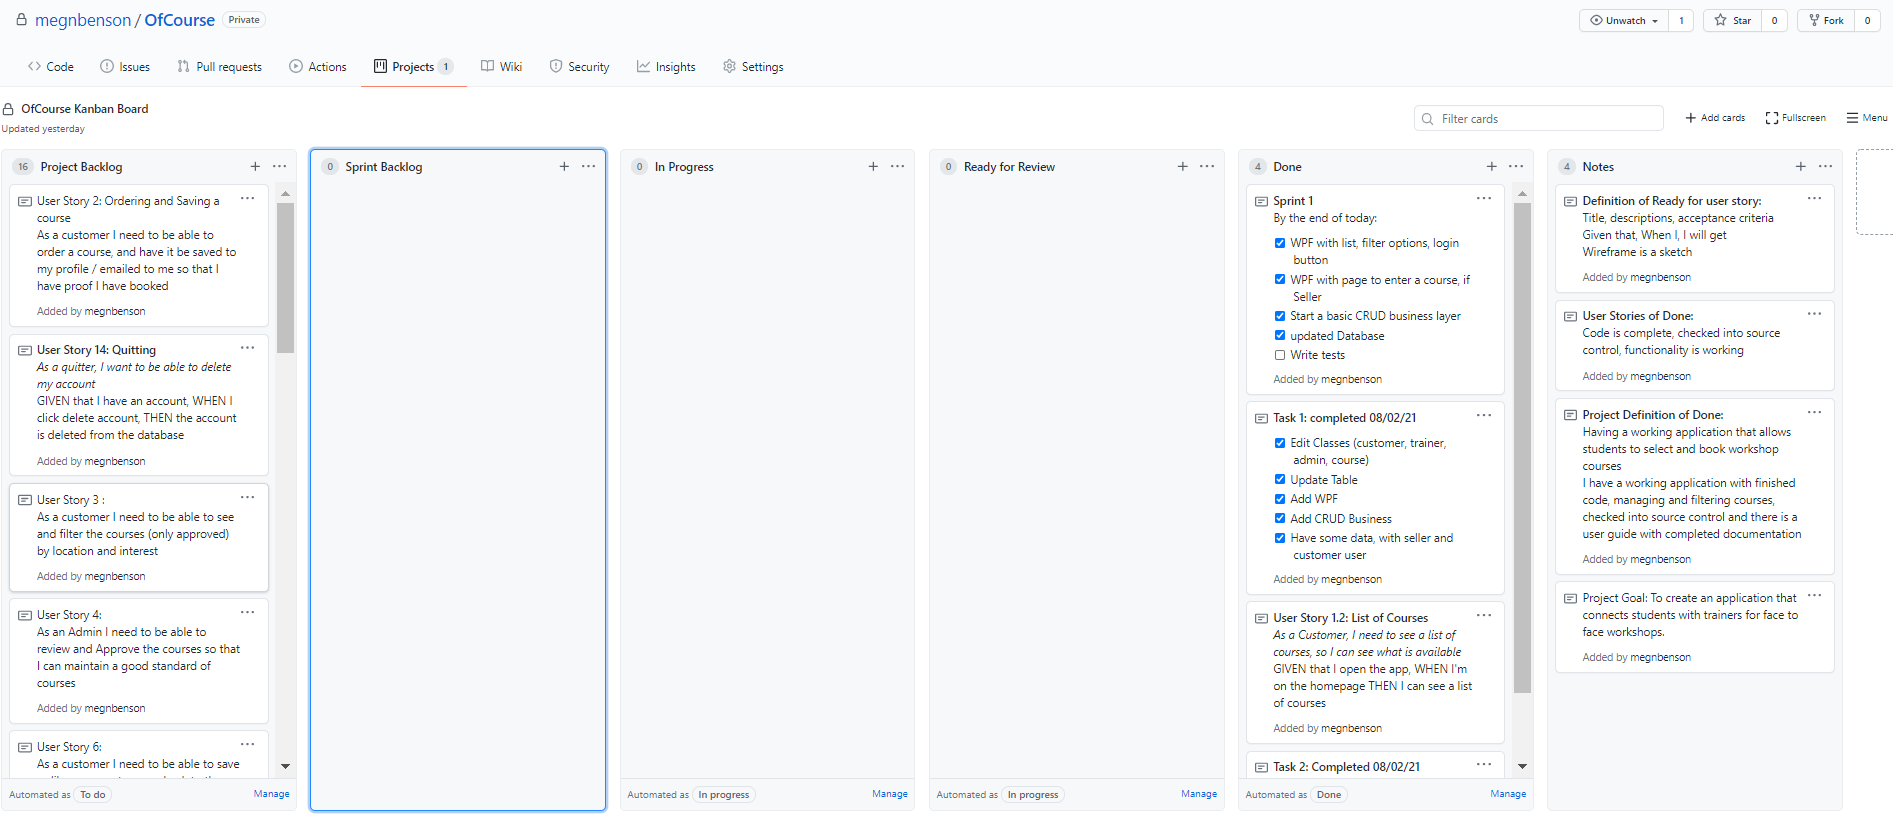 megnbenson / OfCourse Private
Unwatch 1 Star 0 Fork 0
Code Issues Pull requests Actions Projects 1 Wiki Security Insights Settings
OfCourse Kanban Board
Updated yesterday
Filter cards
Add cards Fullscreen Menu
16 Project Backlog
User Story 2: Ordering and Saving a
course
As a customer I need to be able to
order a course, and have it be saved to
my profile / emailed to me so that I
have proof I have booked
Added by megnbenson
User Story 14: Quitting
As a quitter, I want to be able to delete
my account
GIVEN that I have an account, WHEN I
click delete account, THEN the account
is deleted from the database
Added by megnbenson
User Story 3 :
As a customer I need to be able to see
and filter the courses (only approved)
by location and interest
Added by megnbenson
User Story 4:
As an Admin I need to be able to
review and Approve the courses so that
I can maintain a good standard of
courses
Added by megnbenson
User Story 6:
As a customer I need to be able to save
Automated as To do Manage
0 Sprint Backlog
0 In Progress
Automated as In progress Manage
0 Ready for Review
Automated as In progress Manage
4 Done
Sprint 1
By the end of today:
WPF with list, filter options, login
button
WPF with page to enter a course, if
Seller
Start a basic CRUD business layer
updated Database
Write tests
Added by megnbenson
Task 1: completed 08/02/21
Edit Classes (customer, trainer,
admin, course)
Update Table
Add WPF
Add CRUD Business
Have some data, with seller and
customer user
Added by megnbenson
User Story 1.2: List of Courses
As a Customer, I need to see a list of
courses, so I can see what is available
GIVEN that I open the app, WHEN I'm
on the homepage THEN I can see a list
of courses
Added by megnbenson
Task 2: Completed 08/02/21
Automated as Done Manage
4 Notes
Definition of Ready for user story:
Title, descriptions, acceptance criteria
Given that, When I, I will get
Wireframe is a sketch
Added by megnbenson
User Stories of Done:
Code is complete, checked into source
control, functionality is working
Added by megnbenson
Project Definition of Done:
Having a working application that allows
students to select and book workshop
courses
I have a working application with finished
code, managing and filtering courses,
checked into source control and there is a
user guide with completed documentation
Added by megnbenson
Project Goal: To create an application that
connects students with trainers for face to
face workshops.
Added by megnbenson